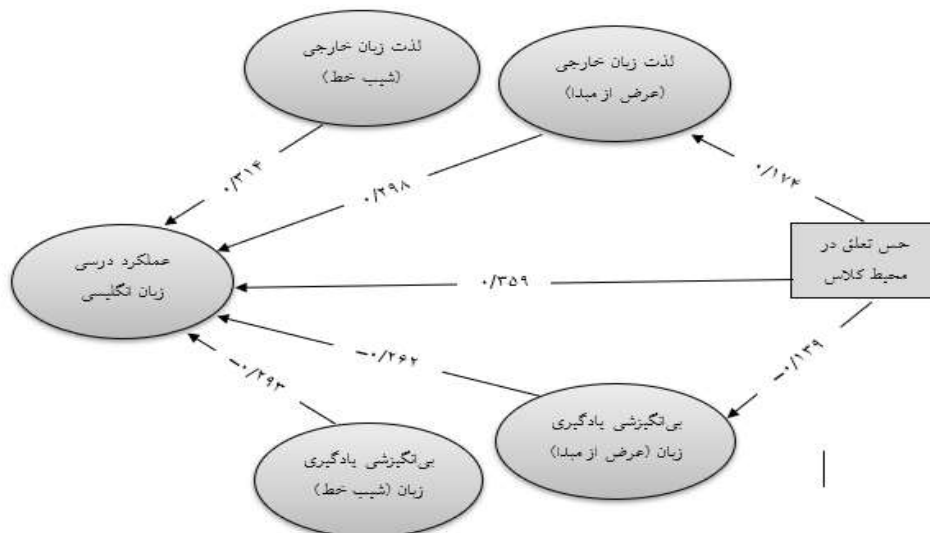 لذت زبان خارجی
(عرض از مبدا)
لذت زبان خارجی
(شیب خط)
۰/۱۷۴
۰/۳۱۴
۰/۲۹۸
حس تعلق در
محیط کلاس
۰/۳۵۹
عملکرد درسی
زبان انگلیسی
-۰/۱۳۹
-۰/۲۶۲
-۰/۲۹۳
بی‌انگیزشی یادگیری
زبان (عرض از مبدا)
بی‌انگیزشی یادگیری
زبان (شیب خط)